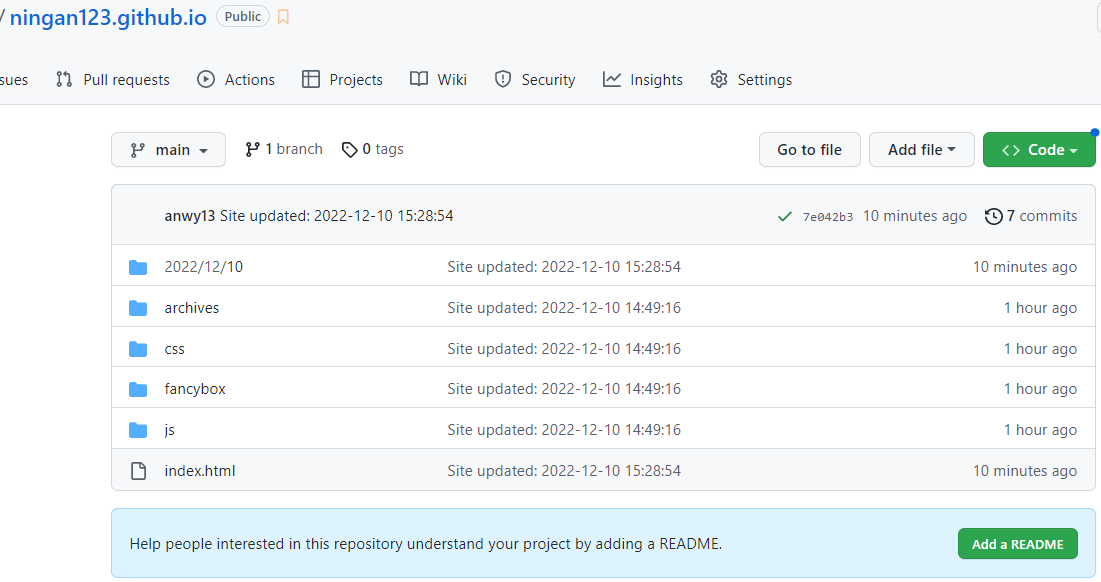 / ningan123.github.io Public
sues Pull requests Actions Projects Wiki Security Insights Settings
main 1 branch 0 tags Go to file Add file <> Code
anwy13 Site updated: 2022-12-10 15:28:54 7e042b3 10 minutes ago 7 commits
2022/12/10 Site updated: 2022-12-10 15:28:54 10 minutes ago
archives Site updated: 2022-12-10 14:49:16 1 hour ago
css Site updated: 2022-12-10 14:49:16 1 hour ago
fancybox Site updated: 2022-12-10 14:49:16 1 hour ago
js Site updated: 2022-12-10 14:49:16 1 hour ago
index.html Site updated: 2022-12-10 15:28:54 10 minutes ago
Help people interested in this repository understand your project by adding a README. Add a README